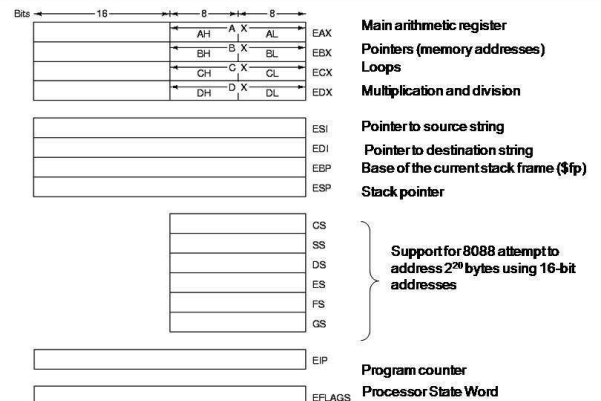 Bits 16 8 8
A X
AH AL EAX Main arithmetic register
B X
BH BL EBX Pointers (memory addresses)
C X
CH CL ECX Loops
D X
DH DL EDX Multiplication and division
ESI Pointer to source string
EDI Pointer to destination string
EBP Base of the current stack frame ($fp)
ESP Stack pointer
CS
SS
DS
ES
FS
GS
Support for 8088 attempt to
address 2²⁰ bytes using 16-bit
addresses
EIP Program counter
EFLAGS Processor State Word